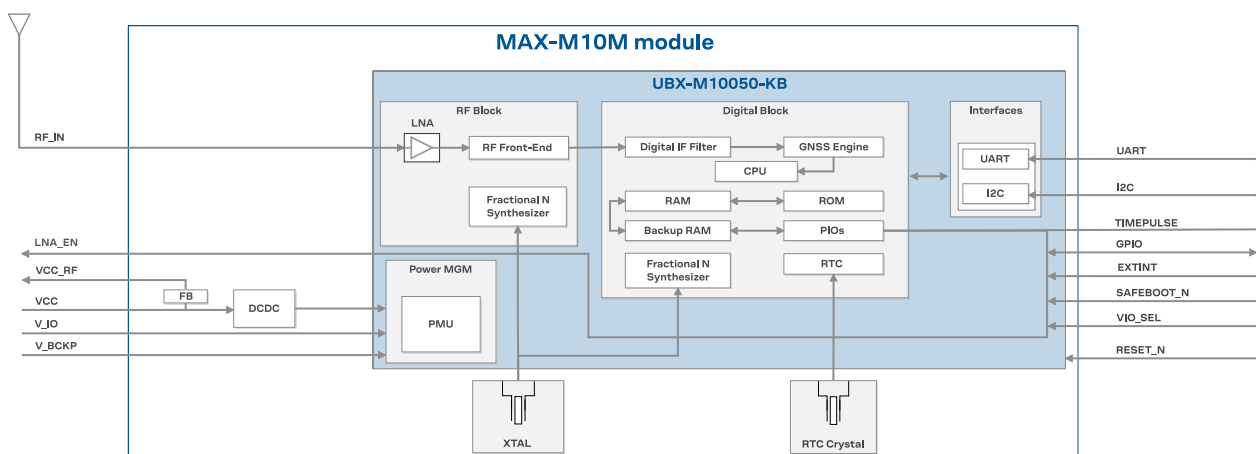 MAX-M10M module
UBX-M10050-KB
RF Block
Digital Block
Interfaces
LNA
RF_IN
RF Front-End
Digital IF Filter
GNSS Engine
UART
UART
CPU
I2C
I2C
Fractional N
Synthesizer
RAM
ROM
Backup RAM
PIOs
TIMEPULSE
LNA_EN
GPIO
Power MGM
Fractional N
Synthesizer
RTC
VCC_RF
EXTINT
FB
VCC
DCDC
SAFEBOOT_N
PMU
V_IO
VIO_SEL
V_BCKP
RESET_N
XTAL
RTC Crystal